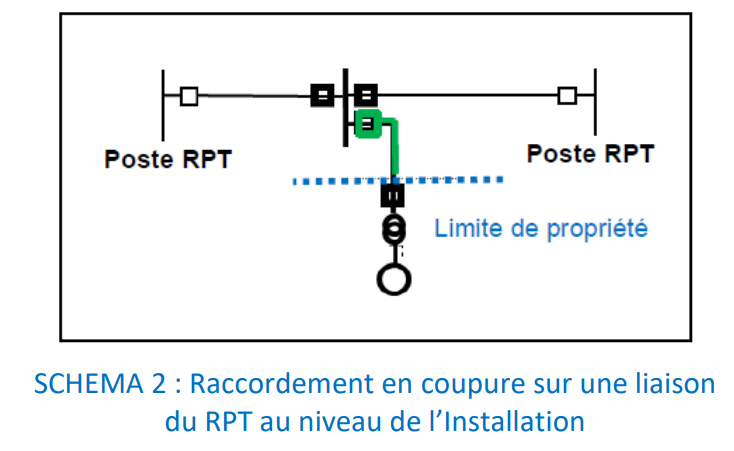 Poste RPT
Poste RPT
Limite de propriété
SCHEMA 2 : Raccordement en coupure sur une liaison
du RPT au niveau de l’Installation